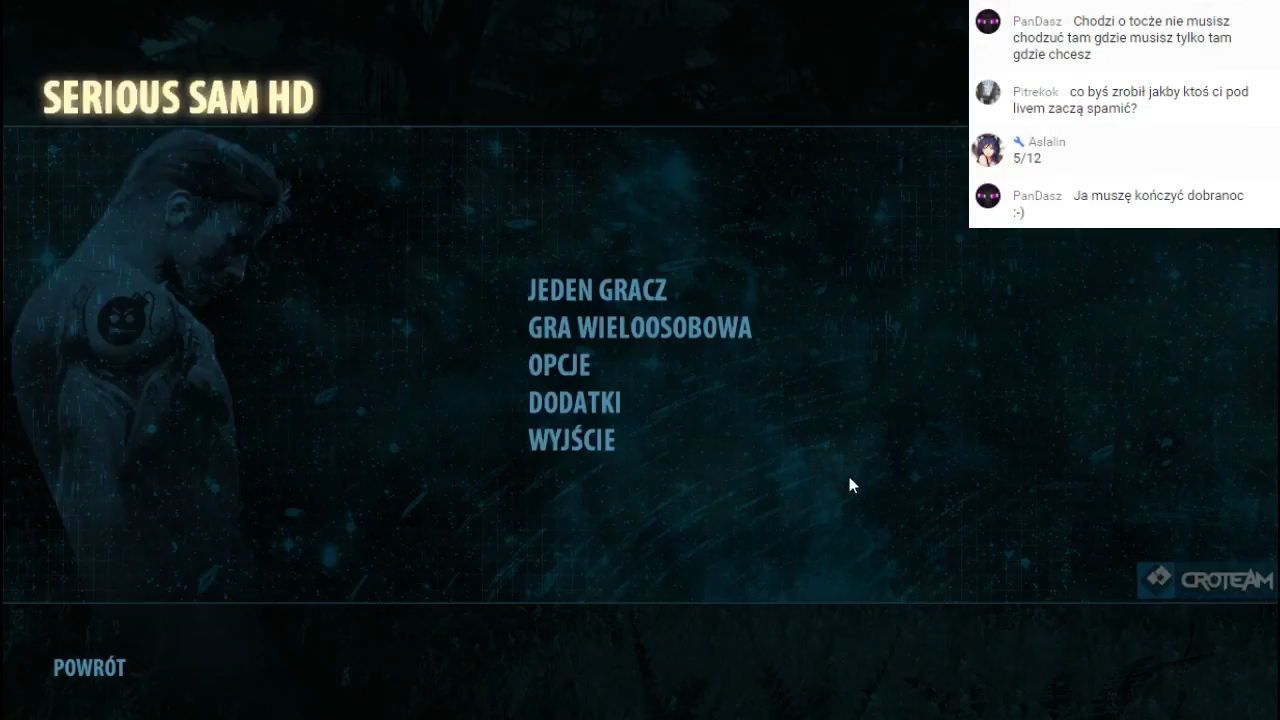 SERIOUS SAM HD
PanDasz Chodzi o tocże nie musisz
chodzuć tam gdzie musisz tylko tam
gdzie chcesz
Pitrekok co byś zrobił jakby ktoś ci pod
livem zaczą spamić?
Aslalin
5/12
PanDasz Ja muszę kończyć dobranoc
:-)
JEDEN GRACZ
GRA WIELOOSOBOWA
OPCJE
DODATKI
WYJŚCIE
CROTEAM
POWRÓT